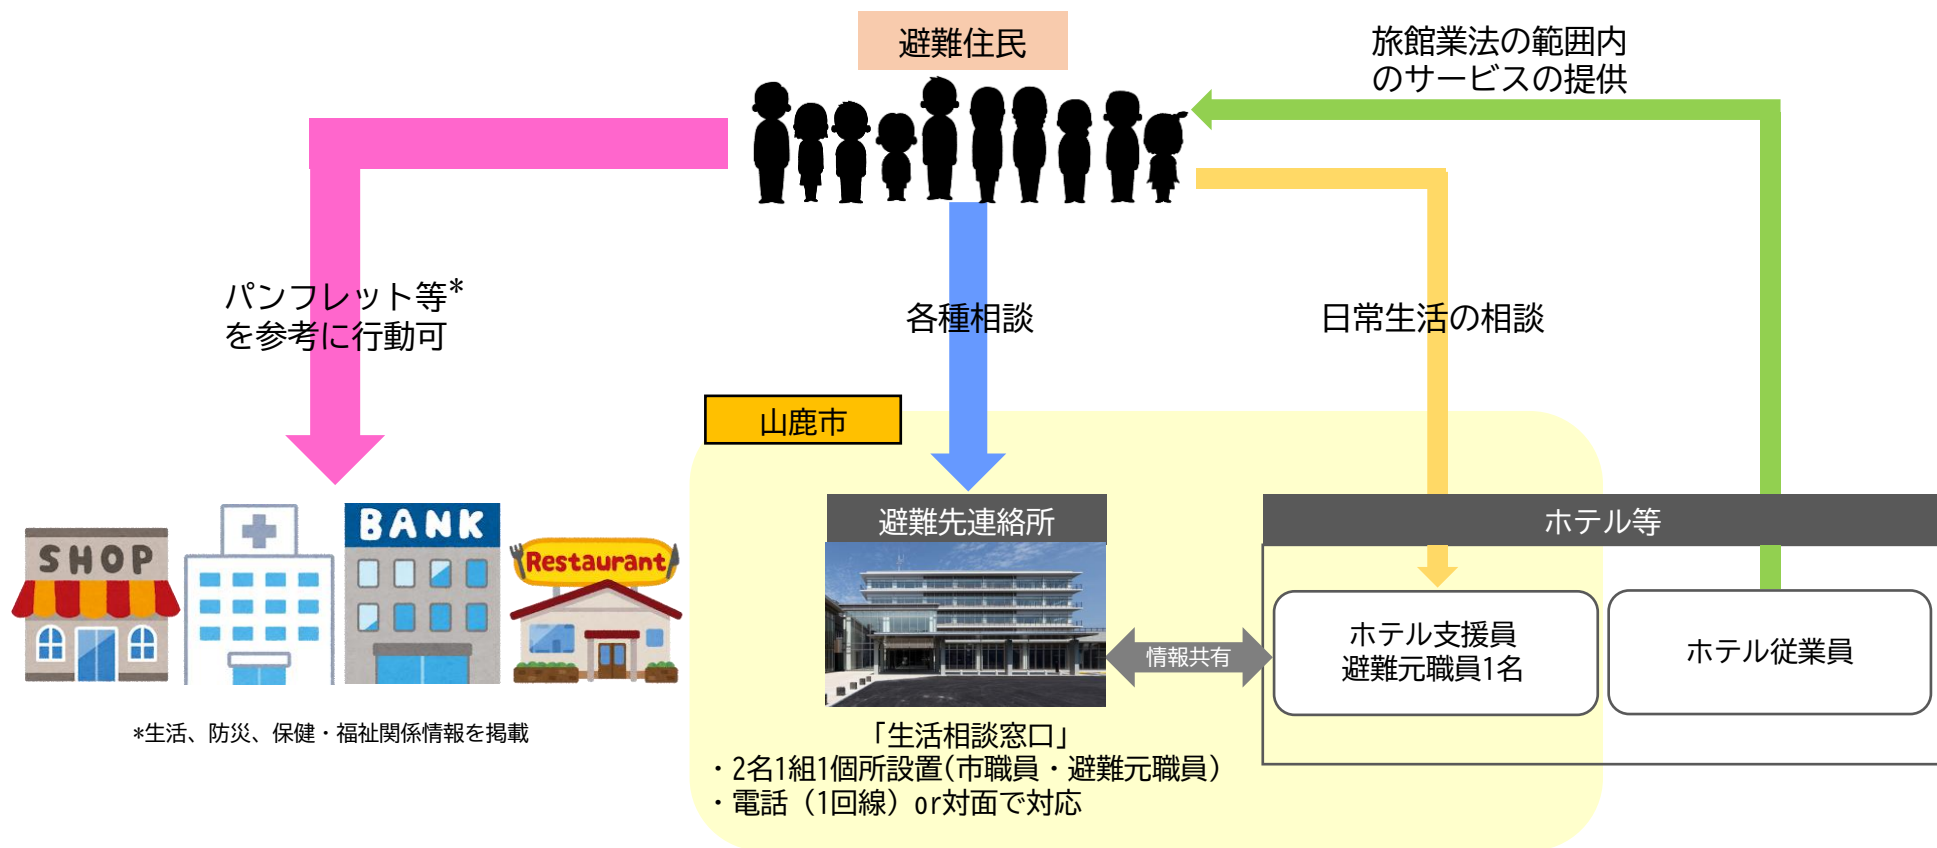 避難住民
旅館業法の範囲内
のサービスの提供
パンフレット等*
を参考に行動可
各種相談
日常生活の相談
山鹿市
避難先連絡所
ホテル等
SHOP
BANK
Restaurant
情報共有
ホテル支援員
避難元職員1名
ホテル従業員
*生活、防災、保健・福祉関係情報を掲載
「生活相談窓口」
・2名1組1個所設置(市職員・避難元職員)
・電話（1回線）or対面で対応